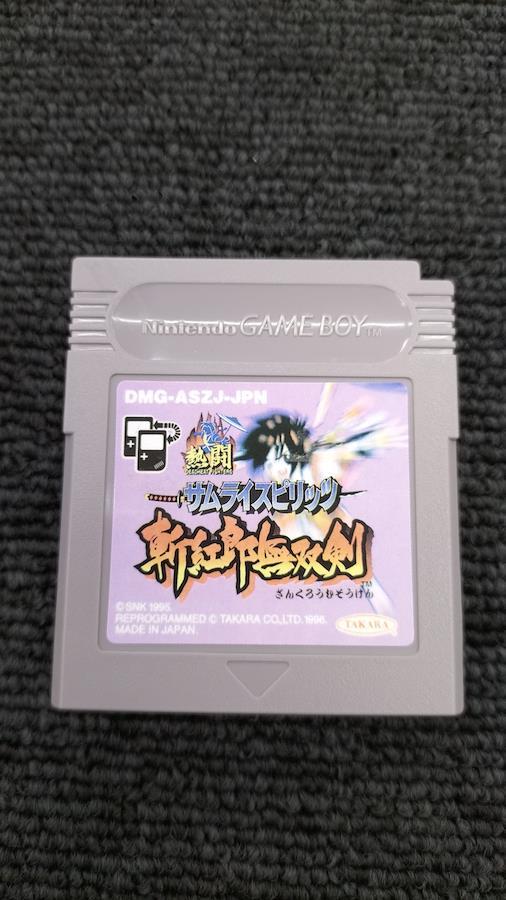 Nintendo GAME BOY TM
DMG-ASZJ-JPN
熱闘
DEADHEAT FIGHTERS
サムライスピリッツ
斬紅郎無双剣
TM
ざんくろうむそうけん
© SNK 1995.
REPROGRAMMED © TAKARA CO.,LTD. 1996.
MADE IN JAPAN.
TAKARA